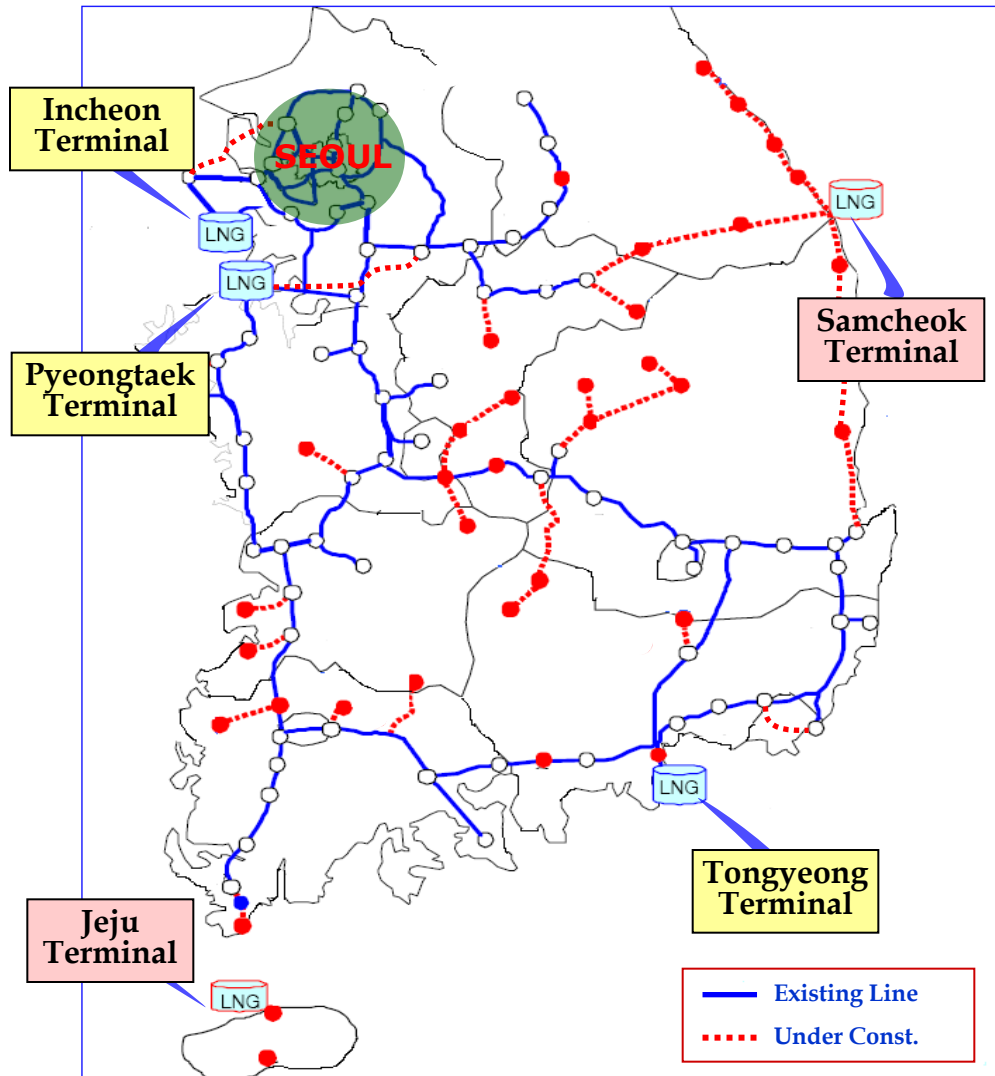 Incheon
Terminal
SEOUL
LNG
LNG
LNG
Samcheok
Terminal
Pyeongtaek
Terminal
LNG
Tongyeong
Terminal
Jeju
Terminal
LNG
Existing Line
Under Const.